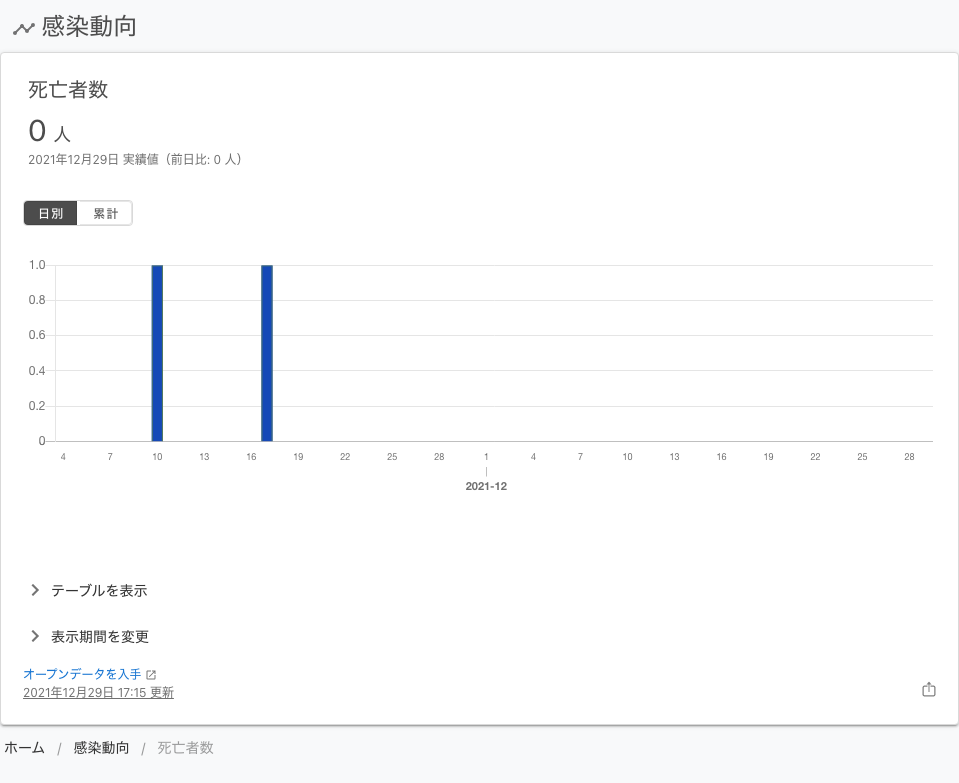 感染動向
死亡者数
0 人
2021年12月29日 実績値（前日比: 0 人）
日別 累計
1.0
0.8
0.6
0.4
0.2
0
4 7 10 13 16 19 22 25 28 1 4 7 10 13 16 19 22 25 28
2021-12
テーブルを表示
表示期間を変更
オープンデータを入手
2021年12月29日 17:15 更新
ホーム / 感染動向 / 死亡者数